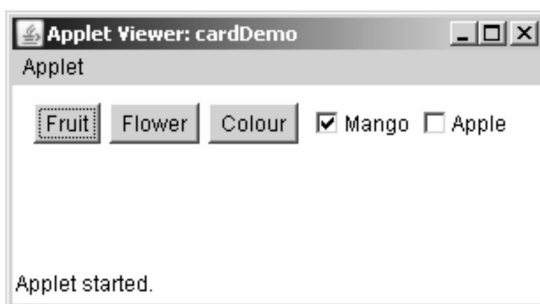 Applet Viewer: cardDemo
Applet
Fruit Flower Colour Mango Apple
Applet started.